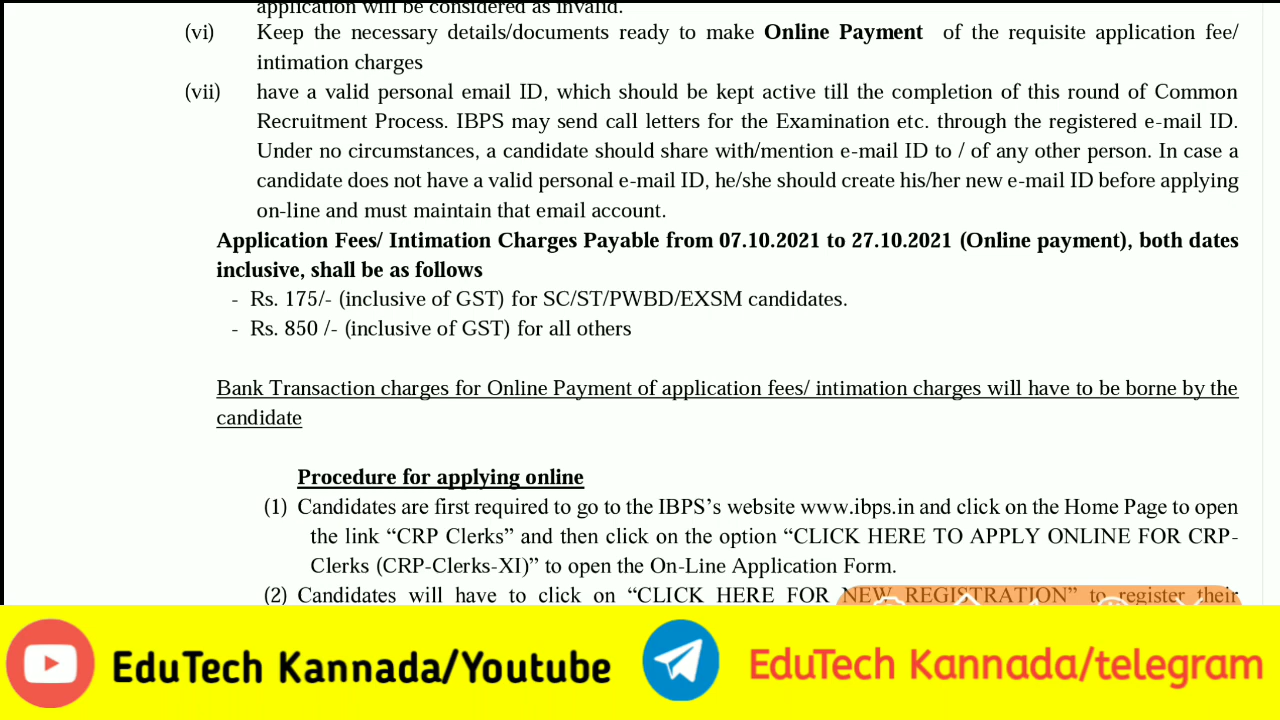 application will be considered as invalid.
(vi) Keep the necessary details/documents ready to make Online Payment of the requisite application fee/
intimation charges
(vii) have a valid personal email ID, which should be kept active till the completion of this round of Common
Recruitment Process. IBPS may send call letters for the Examination etc. through the registered e-mail ID.
Under no circumstances, a candidate should share with/mention e-mail ID to / of any other person. In case a
candidate does not have a valid personal e-mail ID, he/she should create his/her new e-mail ID before applying
on-line and must maintain that email account.
Application Fees/ Intimation Charges Payable from 07.10.2021 to 27.10.2021 (Online payment), both dates
inclusive, shall be as follows
- Rs. 175/- (inclusive of GST) for SC/ST/PWBD/EXSM candidates.
- Rs. 850 /- (inclusive of GST) for all others
Bank Transaction charges for Online Payment of application fees/ intimation charges will have to be borne by the
candidate
Procedure for applying online
(1) Candidates are first required to go to the IBPS’s website www.ibps.in and click on the Home Page to open
the link “CRP Clerks” and then click on the option “CLICK HERE TO APPLY ONLINE FOR CRP-
Clerks (CRP-Clerks-XI)” to open the On-Line Application Form.
(2) Candidates will have to click on “CLICK HERE FOR NEW REGISTRATION” to register their
EduTech Kannada/Youtube EduTech Kannada/telegram